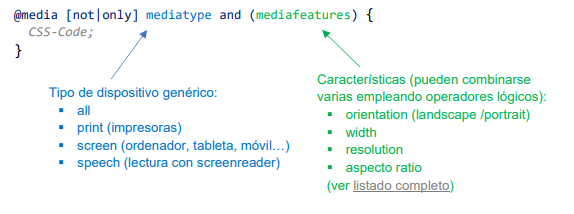 @media [not|only] mediatype and (mediafeatures) {
CSS-Code;
}
Tipo de dispositivo genérico:
▪ all
▪ print (impresoras)
▪ screen (ordenador, tableta, móvil…)
▪ speech (lectura con screenreader)
Características (pueden combinarse
varias empleando operadores lógicos):
▪ orientation (landscape /portrait)
▪ width
▪ resolution
▪ aspecto ratio
(ver listado completo)